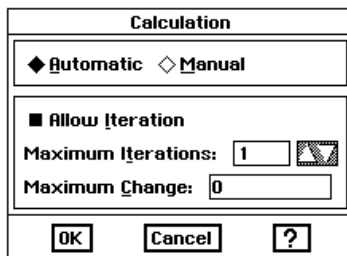 Calculation
Automatic Manual
Allow Iteration
Maximum Iterations: 1
Maximum Change: 0
OK Cancel ?